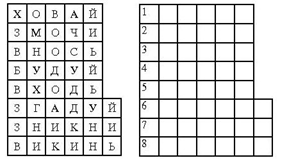 ХОВАЙ
ЗМОЧИ
ВНОСЬ
БУДУЙ
ВХОДЬ
ЗГАДУЙ
ЗНИКНИ
ВИКИНЬ
1
2
3
4
5
6
7
8